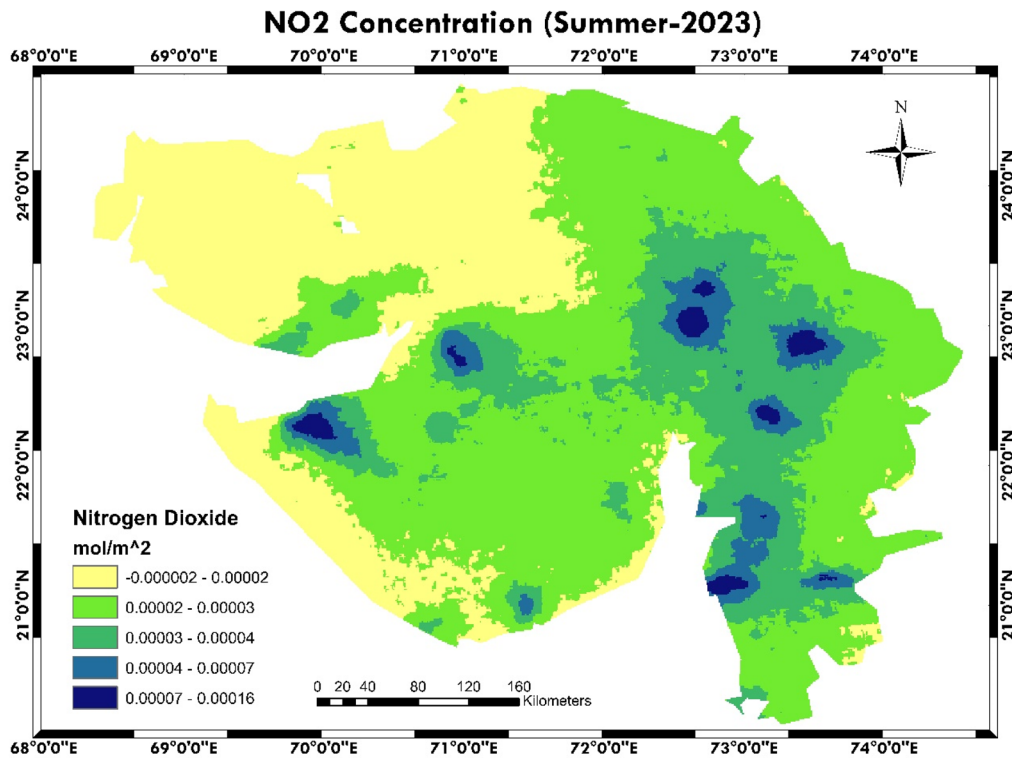 NO2 Concentration (Summer-2023)
68°0'0"E 69°0'0"E 70°0'0"E 71°0'0"E 72°0'0"E 73°0'0"E 74°0'0"E
N
24°0'0"N 24°0'0"N
23°0'0"N 23°0'0"N
22°0'0"N 22°0'0"N
21°0'0"N 21°0'0"N
Nitrogen Dioxide
mol/m^2
-0.000002 - 0.00002
0.00002 - 0.00003
0.00003 - 0.00004
0.00004 - 0.00007
0.00007 - 0.00016
0 20 40 80 120 160
Kilometers
68°0'0"E 69°0'0"E 70°0'0"E 71°0'0"E 72°0'0"E 73°0'0"E 74°0'0"E